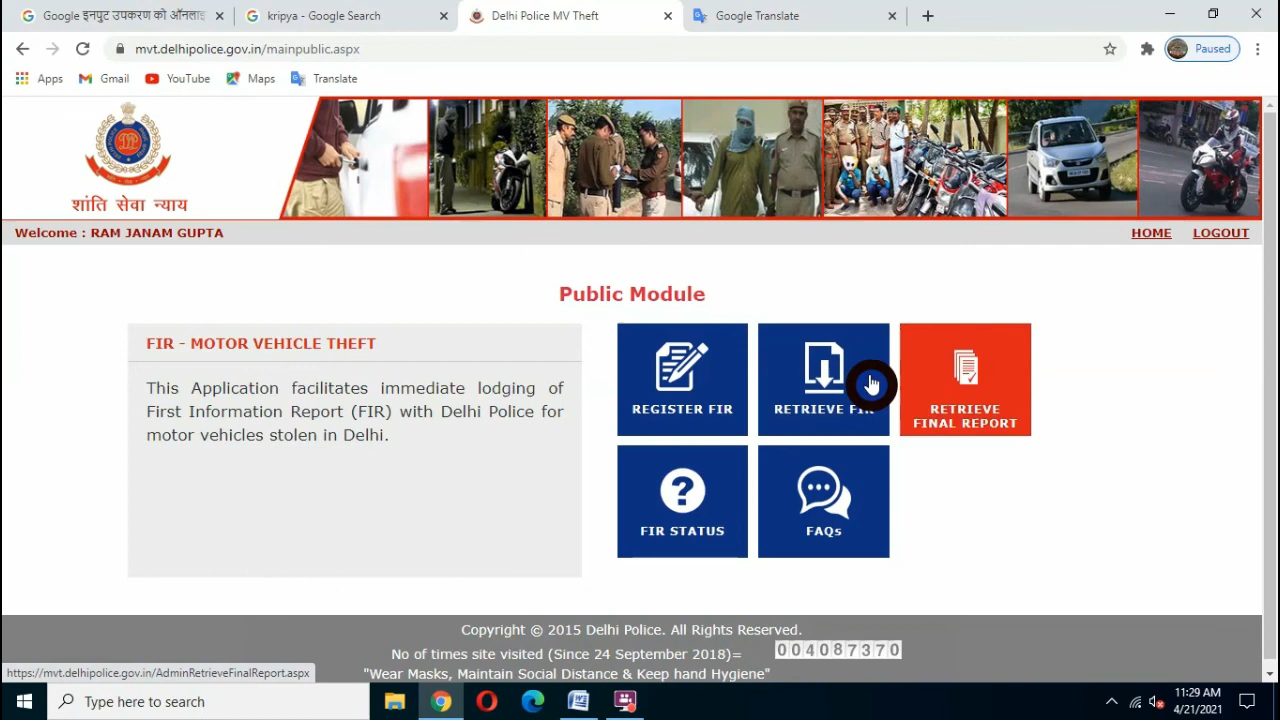 Google इनपुट उपकरण को ऑनलाइ
kripya - Google Search
Delhi Police MV Theft
Google Translate
mvt.delhipolice.gov.in/mainpublic.aspx
Paused
Apps
Gmail
YouTube
Maps
Translate
शांति सेवा न्याय
Welcome : RAM JANAM GUPTA
HOME
LOGOUT
Public Module
FIR - MOTOR VEHICLE THEFT
This Application facilitates immediate lodging of
First Information Report (FIR) with Delhi Police for
motor vehicles stolen in Delhi.
REGISTER FIR
RETRIEVE FIR
RETRIEVE
FINAL REPORT
FIR STATUS
FAQs
Copyright © 2015 Delhi Police. All Rights Reserved.
No of times site visited (Since 24 September 2018)= 004087370
"Wear Masks, Maintain Social Distance & Keep hand Hygiene"
https://mvt.delhipolice.gov.in/AdminRetrieveFinalReport.aspx
Type here to search
11:29 AM
4/21/2021